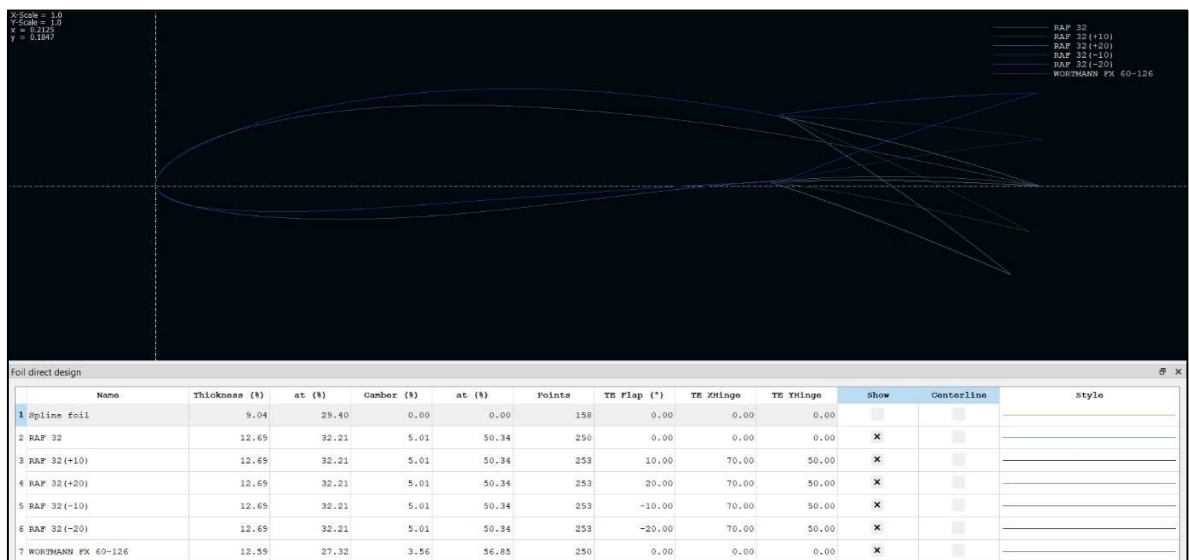 X-Scale = 1.0
Y-Scale = 1.0
x = 0.2125
y = 0.1847
RAF 32
RAF 32(+10)
RAF 32(+20)
RAF 32(-10)
RAF 32(-20)
WORTMANN FX 60-126
Foil direct design
Name Thickness (%) at (%) Camber (%) at (%) Points TE Flap (°) TE XHinge TE YHinge Show Centerline Style
1 Spline foil 9.04 29.40 0.00 0.00 158 0.00 0.00 0.00
2 RAF 32 12.69 32.21 5.01 50.34 250 0.00 0.00 0.00
3 RAF 32(+10) 12.69 32.21 5.01 50.34 253 10.00 70.00 50.00
4 RAF 32(+20) 12.69 32.21 5.01 50.34 253 20.00 70.00 50.00
5 RAF 32(-10) 12.69 32.21 5.01 50.34 253 -10.00 70.00 50.00
6 RAF 32(-20) 12.69 32.21 5.01 50.34 253 -20.00 70.00 50.00
7 WORTMANN FX 60-126 12.59 27.32 3.56 56.85 250 0.00 0.00 0.00